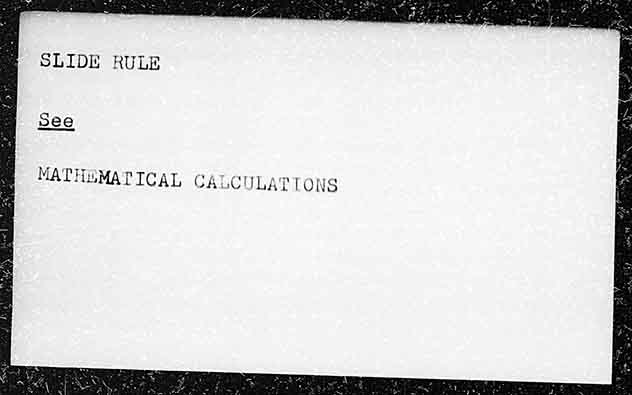 SLIDE RULE
See
MATHEMATICAL CALCULATIONS